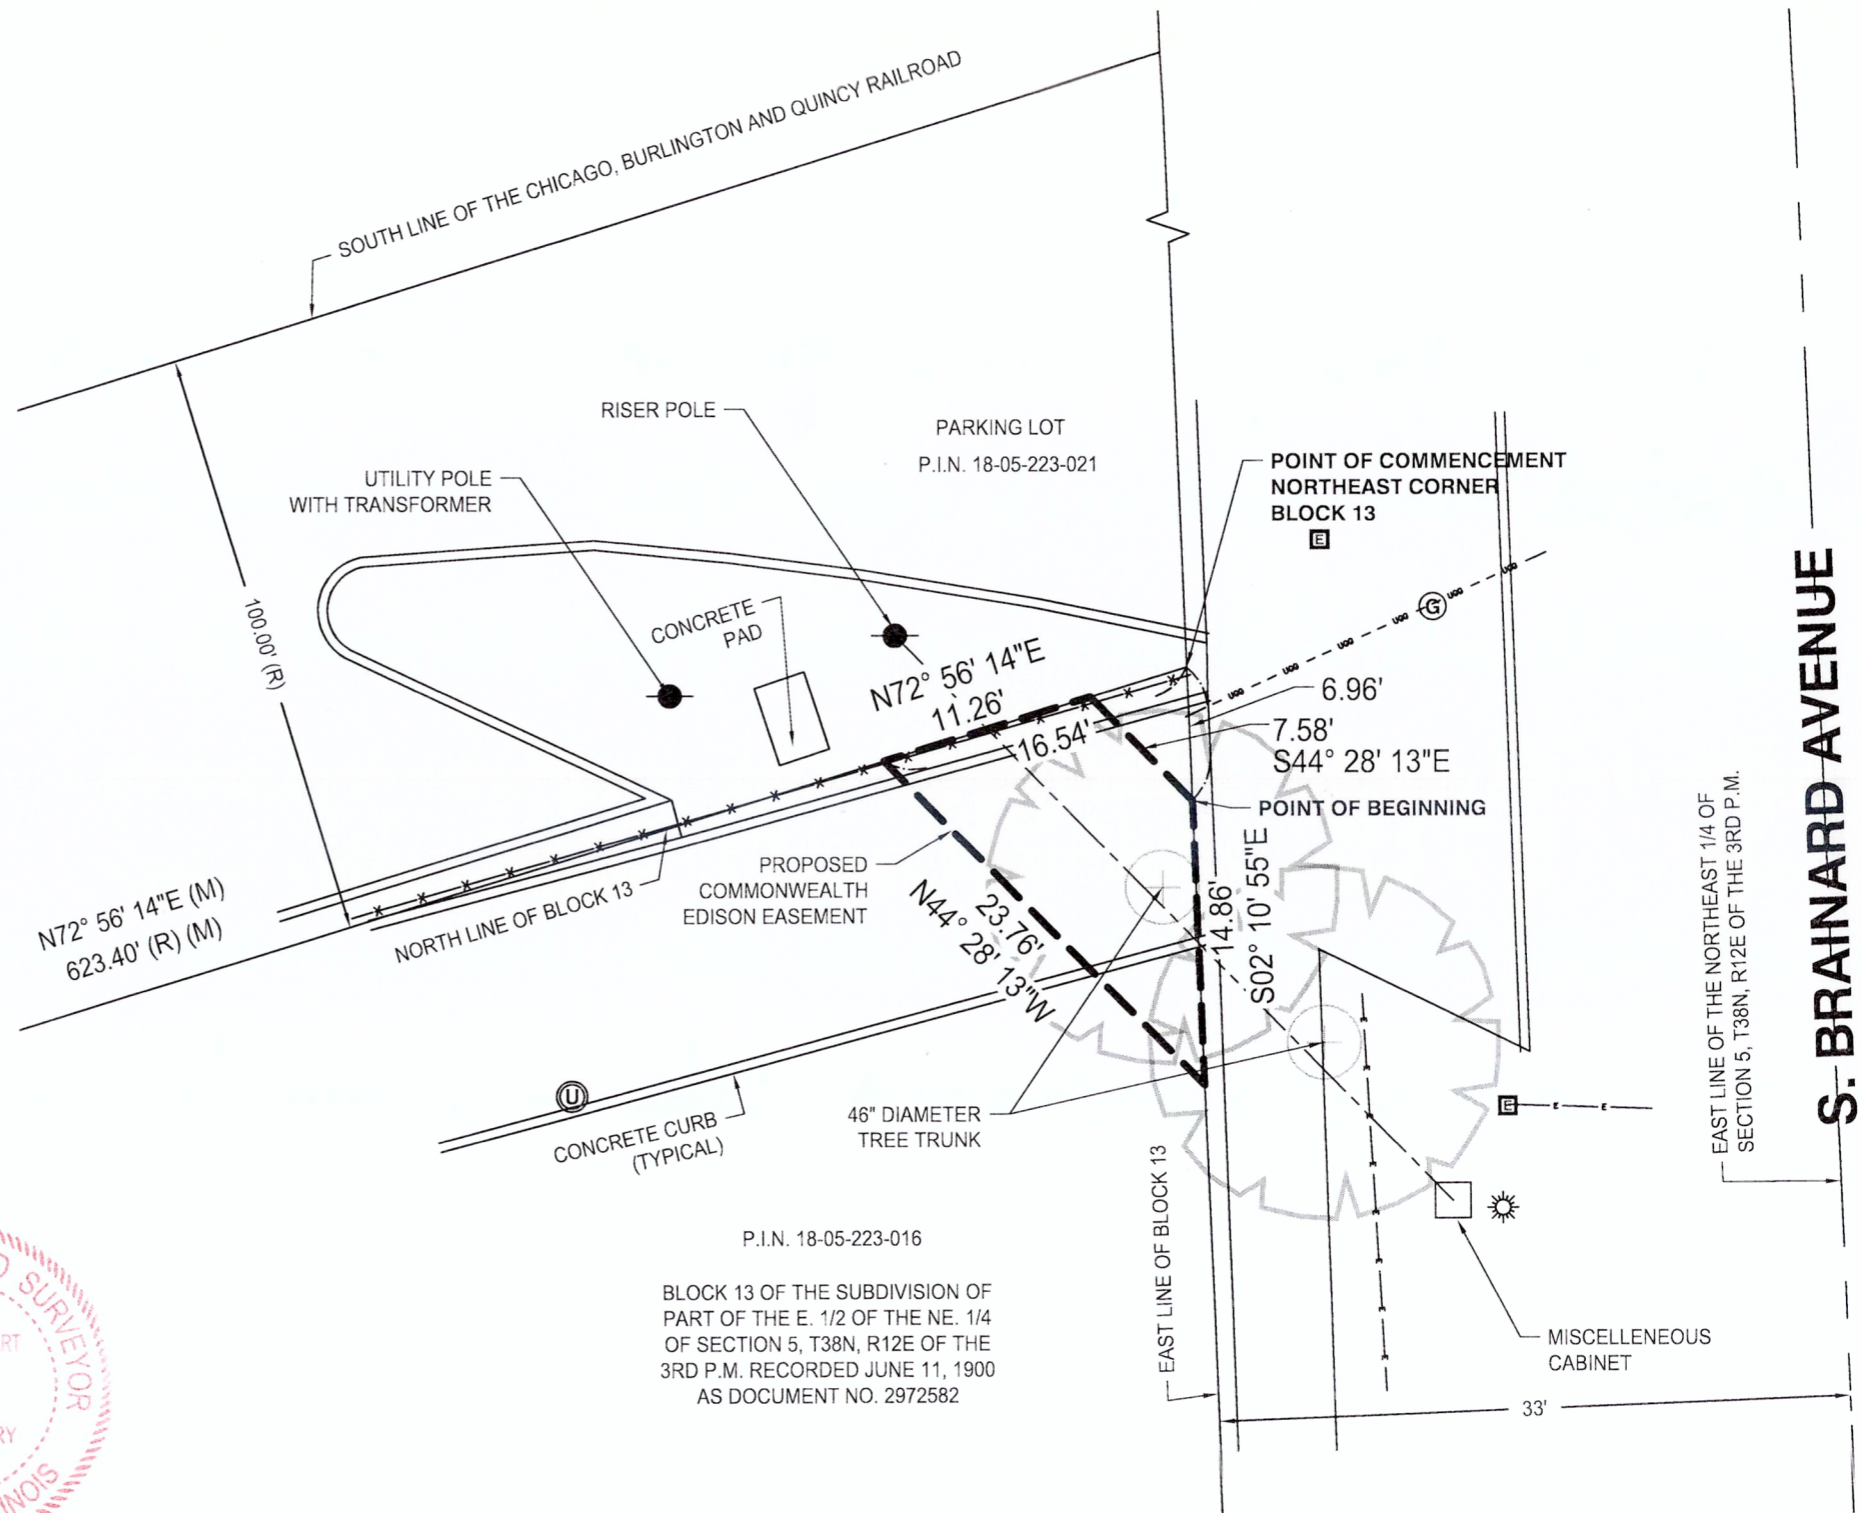 SOUTH LINE OF THE CHICAGO, BURLINGTON AND QUINCY RAILROAD
RISER POLE
PARKING LOT
P.I.N. 18-05-223-021
UTILITY POLE
WITH TRANSFORMER
POINT OF COMMENCEMENT
NORTHEAST CORNER
BLOCK 13
E
100.00' (R)
CONCRETE
PAD
N72° 56' 14"E
11.26'
16.54'
G
UGG
UGG
UGG
UGG
UGG
6.96'
7.58'
S44° 28' 13"E
POINT OF BEGINNING
PROPOSED
COMMONWEALTH
EDISON EASEMENT
N72° 56' 14"E (M)
623.40' (R) (M)
NORTH LINE OF BLOCK 13
23.76'
N44° 28' 13"W
14.86'
S02° 10' 55"E
EAST LINE OF THE NORTHEAST 1/4 OF
SECTION 5, T38N, R12E OF THE 3RD P.M.
S. BRAINARD AVENUE
U
CONCRETE CURB
(TYPICAL)
46" DIAMETER
TREE TRUNK
E
E
E
P.I.N. 18-05-223-016
BLOCK 13 OF THE SUBDIVISION OF
PART OF THE E. 1/2 OF THE NE. 1/4
OF SECTION 5, T38N, R12E OF THE
3RD P.M. RECORDED JUNE 11, 1900
AS DOCUMENT NO. 2972582
EAST LINE OF BLOCK 13
MISCELLENEOUS
CABINET
33'
SURVEYOR